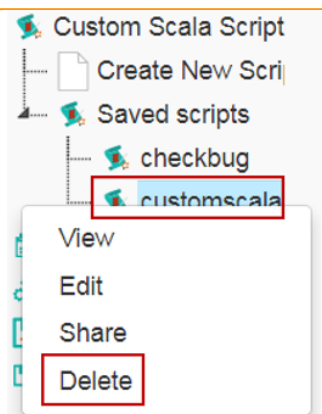 Custom Scala Script
Create New Scri
Saved scripts
checkbug
customscala
View
Edit
Share
Delete